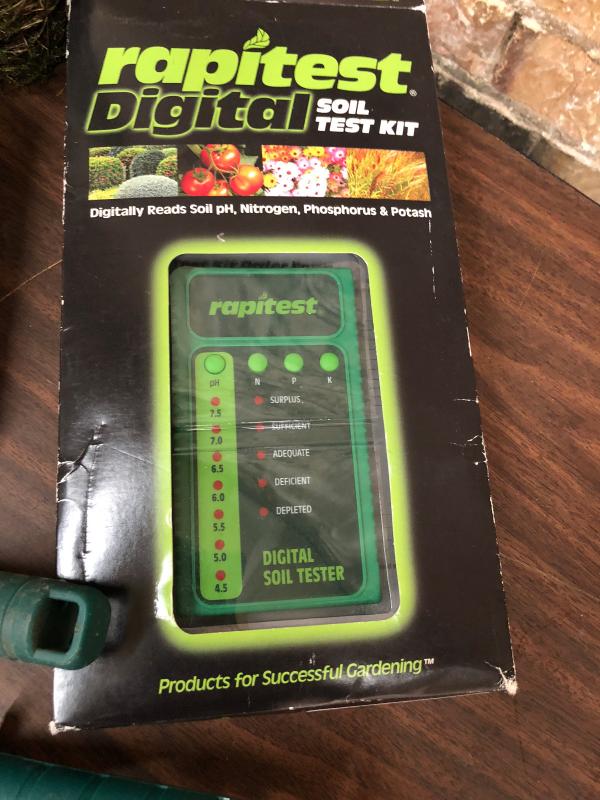 rapitest®
Digital SOIL
TEST KIT
Digitally Reads Soil pH, Nitrogen, Phosphorus & Potash
rapitest
pH N P K
7.5 SURPLUS
7.0 SUFFICIENT
6.5 ADEQUATE
6.0 DEFICIENT
5.5 DEPLETED
5.0
4.5
DIGITAL
SOIL TESTER
Products for Successful Gardening™